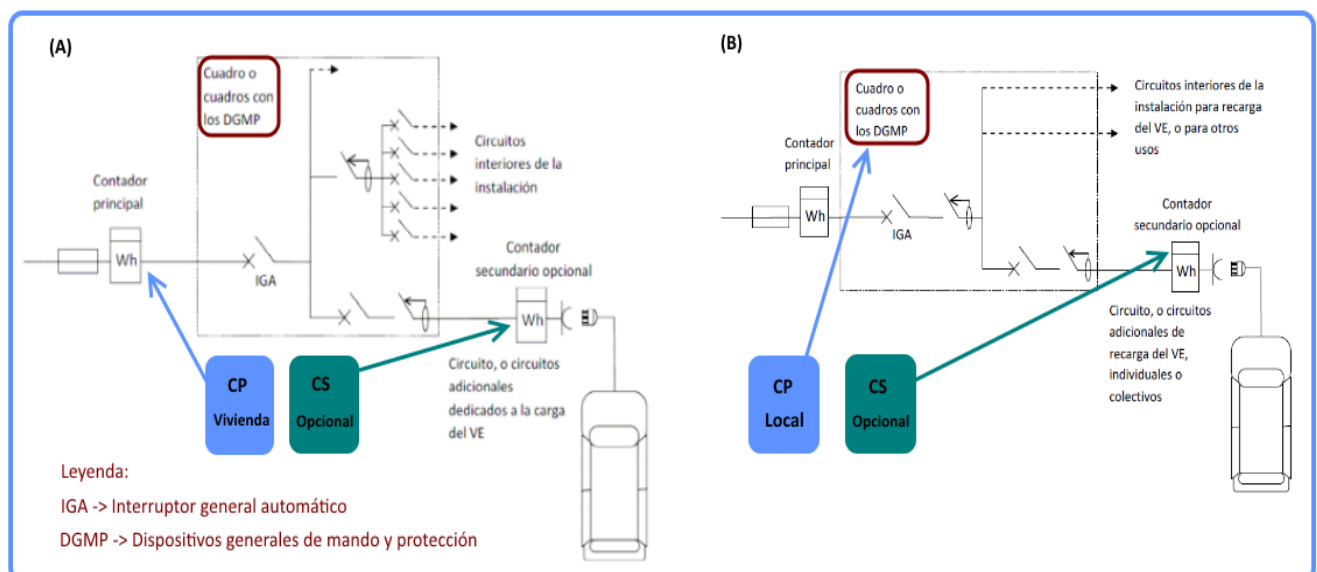 (A)
Cuadro o
cuadros con
los DGMP
Contador
principal
Wh
IGA
Circuitos
interiores de la
instalación
Contador
secundario opcional
Wh
Circuito, o circuitos
adicionales
dedicados a la carga
del VE
CP
Vivienda
CS
Opcional
Leyenda:
IGA -> Interruptor general automático
DGMP -> Dispositivos generales de mando y protección
(B)
Cuadro o
cuadros con
los DGMP
Contador
principal
Wh
IGA
Circuitos interiores de la
instalación para recarga
del VE, o para otros
usos
Contador
secundario opcional
Wh
Circuito, o circuitos
adicionales de
recarga del VE,
individuales o
colectivos
CP
Local
CS
Opcional